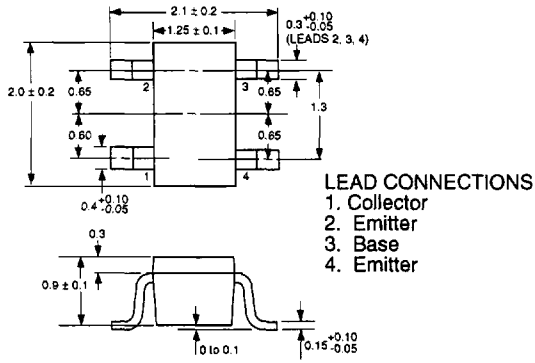 2.1 ± 0.2
1.25 ± 0.1
0.3 +0.10 -0.05
(LEADS 2, 3, 4)
2
3
2.0 ± 0.2
0.65
0.65
1.3
0.60
0.65
1
4
0.4 +0.10 -0.05
LEAD CONNECTIONS
1. Collector
2. Emitter
3. Base
4. Emitter
0.3
0.9 ± 0.1
0 to 0.1
0.15 +0.10 -0.05